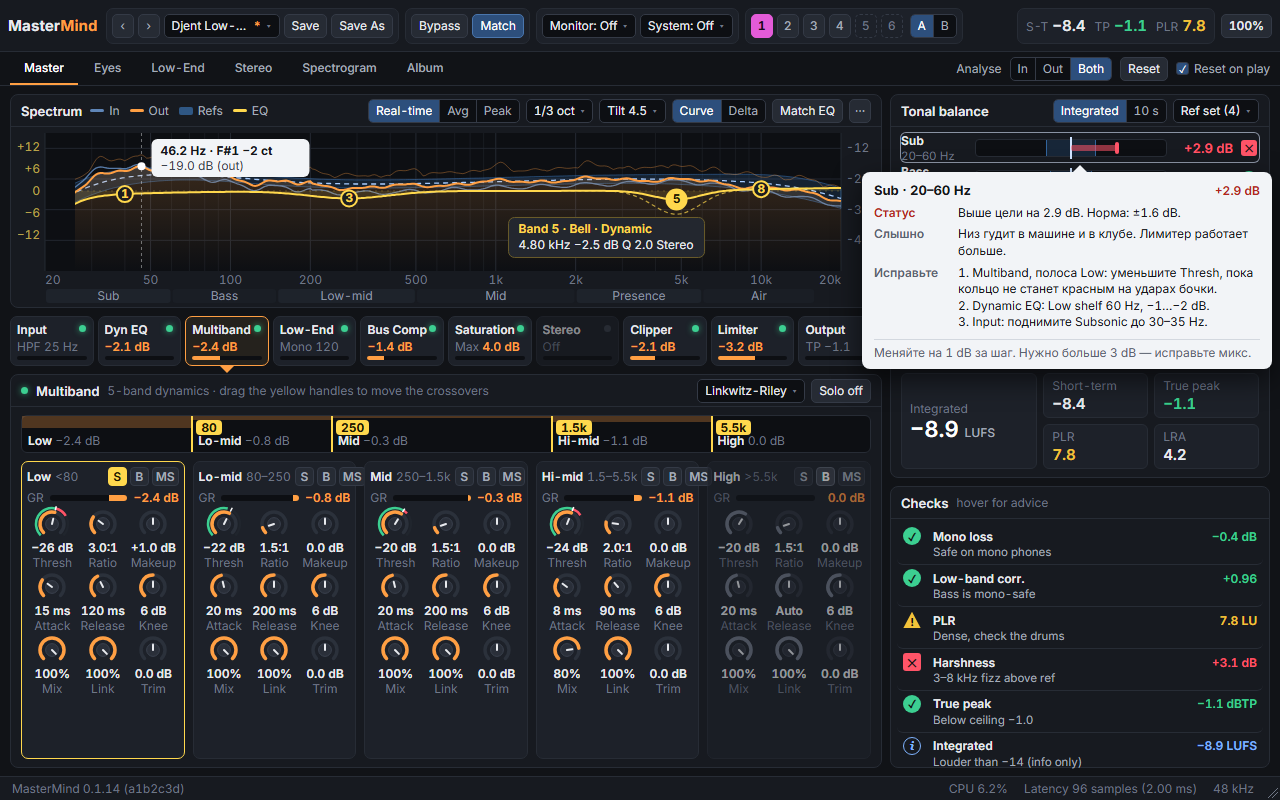 MasterMind ‹ › Djent Low-... * Save Save As Bypass Match Monitor: Off System: Off 1 2 3 4 5 6 A B S-T −8.4 TP −1.1 PLR 7.8 100%
Master Eyes Low-End Stereo Spectrogram Album Analyse In Out Both Reset Reset on play
Spectrum In Out Refs EQ Real-time Avg Peak 1/3 oct Tilt 4.5 Curve Delta Match EQ ...
+12
+6
0
−6
−12
46.2 Hz · F#1 −2 ct
−19.0 dB (out)
1 3 5 8
Band 5 · Bell · Dynamic
4.80 kHz −2.5 dB Q 2.0 Stereo
−12
20 50 100 200 500 1k 2k 5k 10k 20k
Sub Bass Low-mid Mid Presence Air
Tonal balance Integrated 10 s Ref set (4)
Sub
20–60 Hz
+2.9 dB
Sub · 20–60 Hz +2.9 dB
Статус Выше цели на 2.9 dB. Норма: ±1.6 dB.
Слышно Низ гудит в машине и в клубе. Лимитер работает
больше.
Исправьте 1. Multiband, полоса Low: уменьшите Thresh, пока
кольцо не станет красным на ударах бочки.
2. Dynamic EQ: Low shelf 60 Hz, −1...−2 dB.
3. Input: поднимите Subsonic до 30–35 Hz.
Меняйте на 1 dB за шаг. Нужно больше 3 dB — исправьте микс.
Input Dyn EQ Multiband Low-End Bus Comp Saturation Stereo Clipper Limiter Output
HPF 25 Hz −2.1 dB −2.4 dB Mono 120 −1.4 dB Max 4.0 dB Off −2.1 dB −3.2 dB TP −1.1
Multiband 5-band dynamics · drag the yellow handles to move the crossovers Linkwitz-Riley Solo off
80 250 1.5k 5.5k
Low −2.4 dB Lo-mid −0.8 dB Mid −0.3 dB Hi-mid −1.1 dB High 0.0 dB
Low <80 S B MS Lo-mid 80–250 S B MS Mid 250–1.5k S B MS Hi-mid 1.5–5.5k S B MS High >5.5k S B MS
GR −2.4 dB GR −0.8 dB GR −0.3 dB GR −1.1 dB GR 0.0 dB
−26 dB 3.0:1 +1.0 dB −22 dB 1.5:1 0.0 dB −20 dB 1.5:1 0.0 dB −24 dB 2.0:1 0.0 dB −20 dB 1.5:1 0.0 dB
Thresh Ratio Makeup Thresh Ratio Makeup Thresh Ratio Makeup Thresh Ratio Makeup Thresh Ratio Makeup
15 ms 120 ms 6 dB 20 ms 200 ms 6 dB 20 ms 200 ms 6 dB 8 ms 90 ms 6 dB 20 ms Auto 6 dB
Attack Release Knee Attack Release Knee Attack Release Knee Attack Release Knee Attack Release Knee
100% 100% 0.0 dB 100% 100% 0.0 dB 100% 100% 0.0 dB 80% 100% 0.0 dB 100% 100% 0.0 dB
Mix Link Trim Mix Link Trim Mix Link Trim Mix Link Trim Mix Link Trim
Integrated
−8.9 LUFS
Short-term
−8.4
True peak
−1.1
PLR
7.8
LRA
4.2
Checks hover for advice
Mono loss −0.4 dB
Safe on mono phones
Low-band corr. +0.96
Bass is mono-safe
PLR 7.8 LU
Dense, check the drums
Harshness +3.1 dB
3–8 kHz fizz above ref
True peak −1.1 dBTP
Below ceiling −1.0
Integrated −8.9 LUFS
Louder than −14 (info only)
MasterMind 0.1.14 (a1b2c3d) CPU 6.2% Latency 96 samples (2.00 ms) 48 kHz